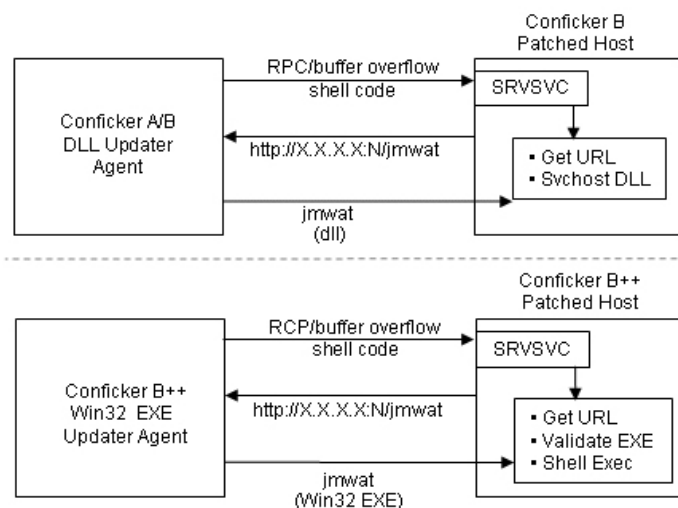 Conficker B
Patched Host
RPC/buffer overflow
shell code
SRVSVC
Conficker A/B
DLL Updater
Agent
http://X.X.X.X:N/jmwat
▪ Get URL
▪ Svchost DLL
jmwat
(dll)
Conficker B++
Patched Host
RCP/buffer overflow
shell code
SRVSVC
Conficker B++
Win32 EXE
Updater Agent
http://X.X.X.X:N/jmwat
▪ Get URL
▪ Validate EXE
▪ Shell Exec
jmwat
(Win32 EXE)